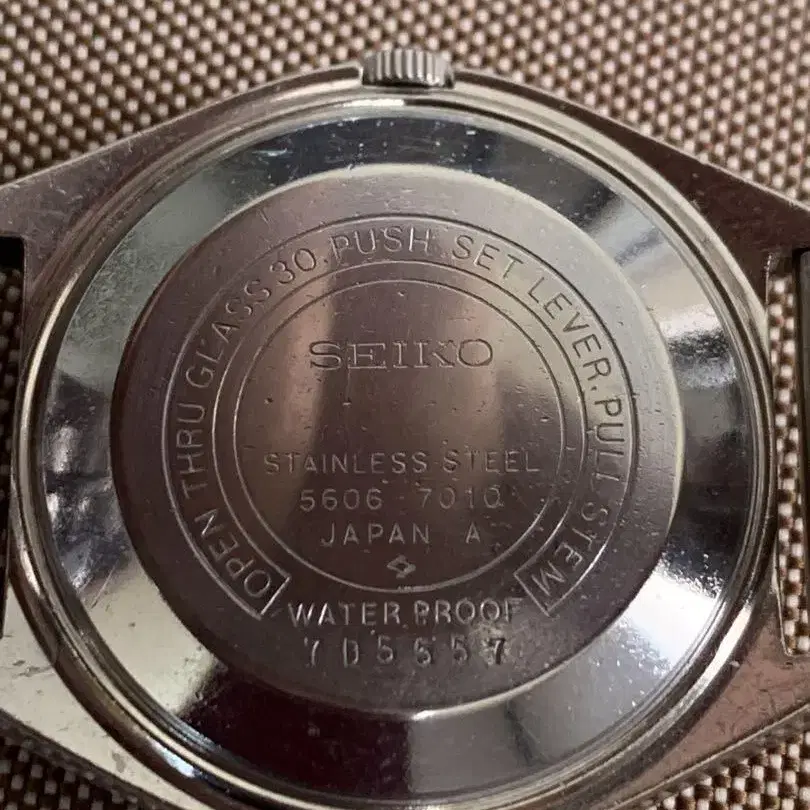 OPEN THRU GLASS 30. PUSH SET LEVER. PULL STEM
SEIKO
STAINLESS STEEL
5606 7010
JAPAN A
WATER PROOF
7D5657